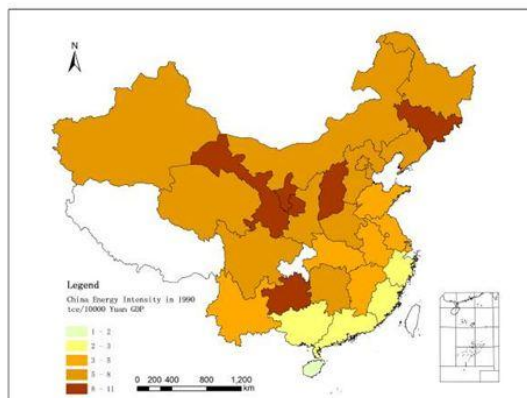 N
Legend
China Energy Intensity in 1990
tce/10000 Yuan GDP
1 - 2
2 - 3
3 - 5
5 - 8
8 - 11
0 200 400 800 1,200
km